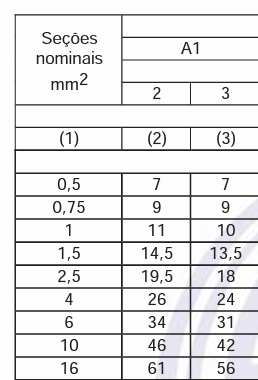 Seções
nominais
mm2
A1
2 3
(1) (2) (3)
0,5 7 7
0,75 9 9
1 11 10
1,5 14,5 13,5
2,5 19,5 18
4 26 24
6 34 31
10 46 42
16 61 56